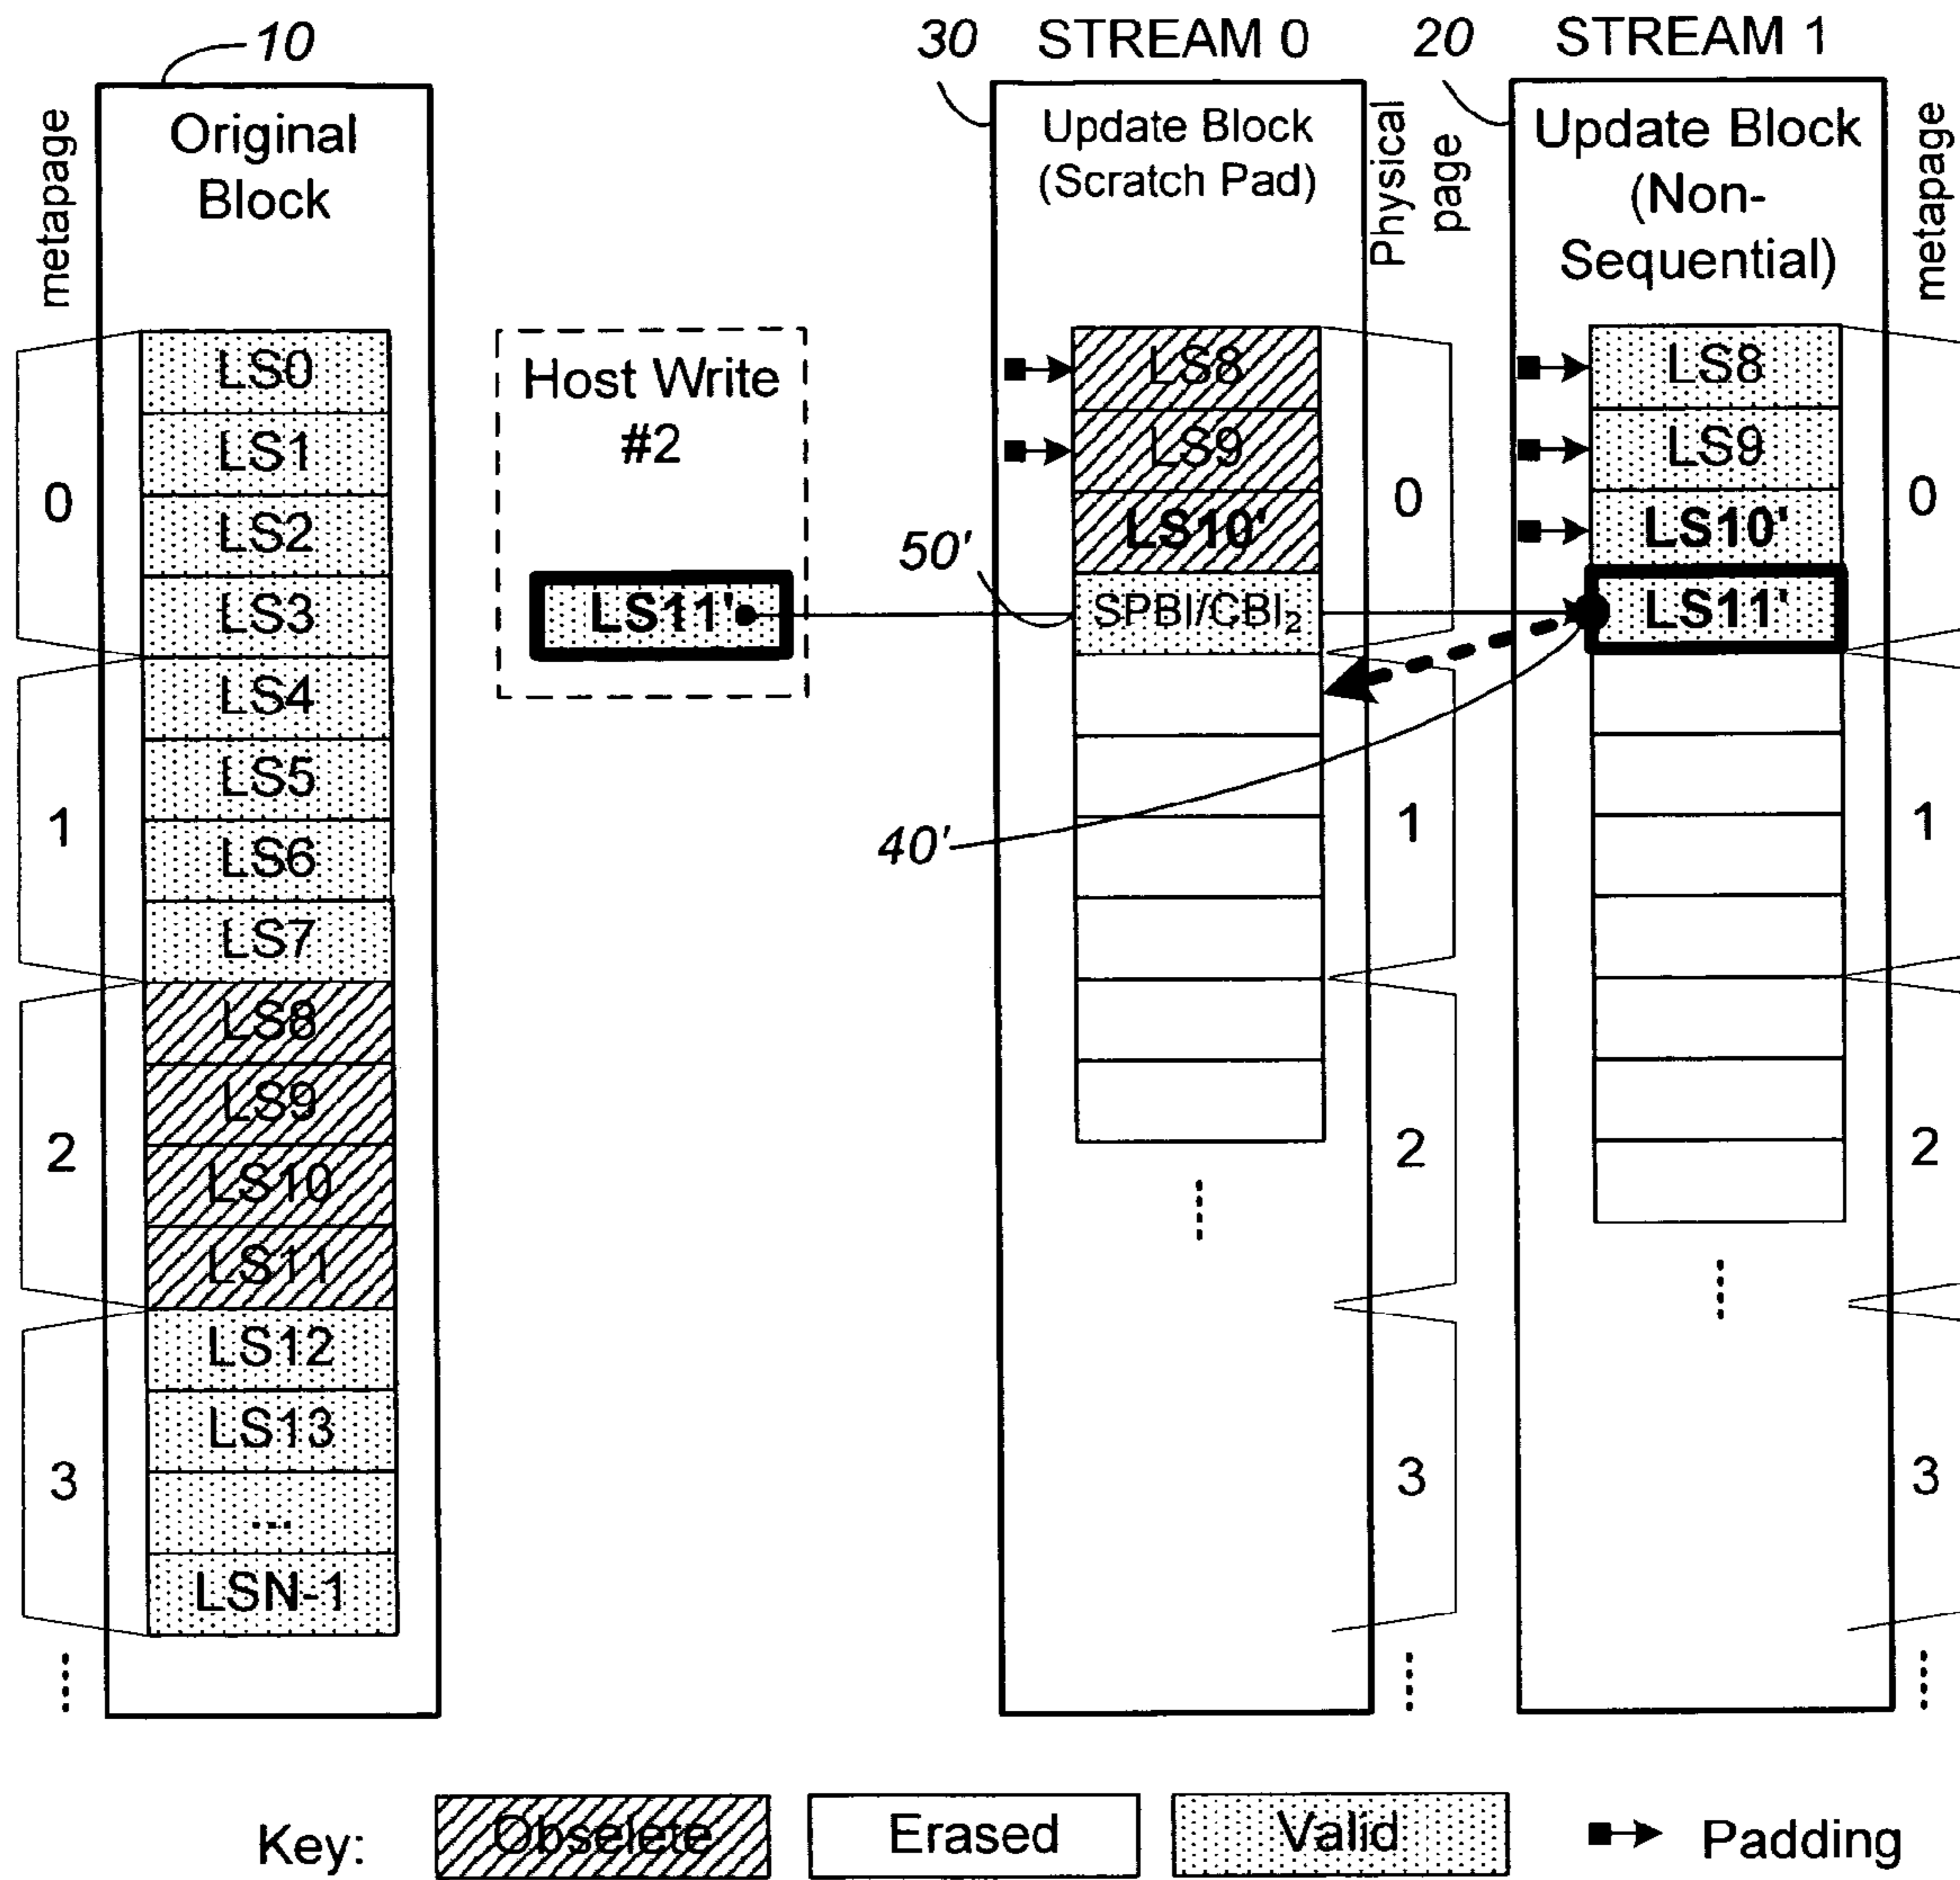 10
30
STREAM 0
20
STREAM 1
metapage
Original
Block
0
1
2
3
LS0
LS1
LS2
LS3
LS4
LS5
LS6
LS7
LS8
LS9
LS10
LS11
LS12
LS13
...
LSN-1
Host Write
#2
LS11'
50'
40'
Update Block
(Scratch Pad)
Physical
page
LS8
LS9
LS10'
SPBI/CBI₂
0
1
2
3
Update Block
(Non-
Sequential)
metapage
LS8
LS9
LS10'
LS11'
0
1
2
3
Key:
Obselete
Erased
Valid
Padding